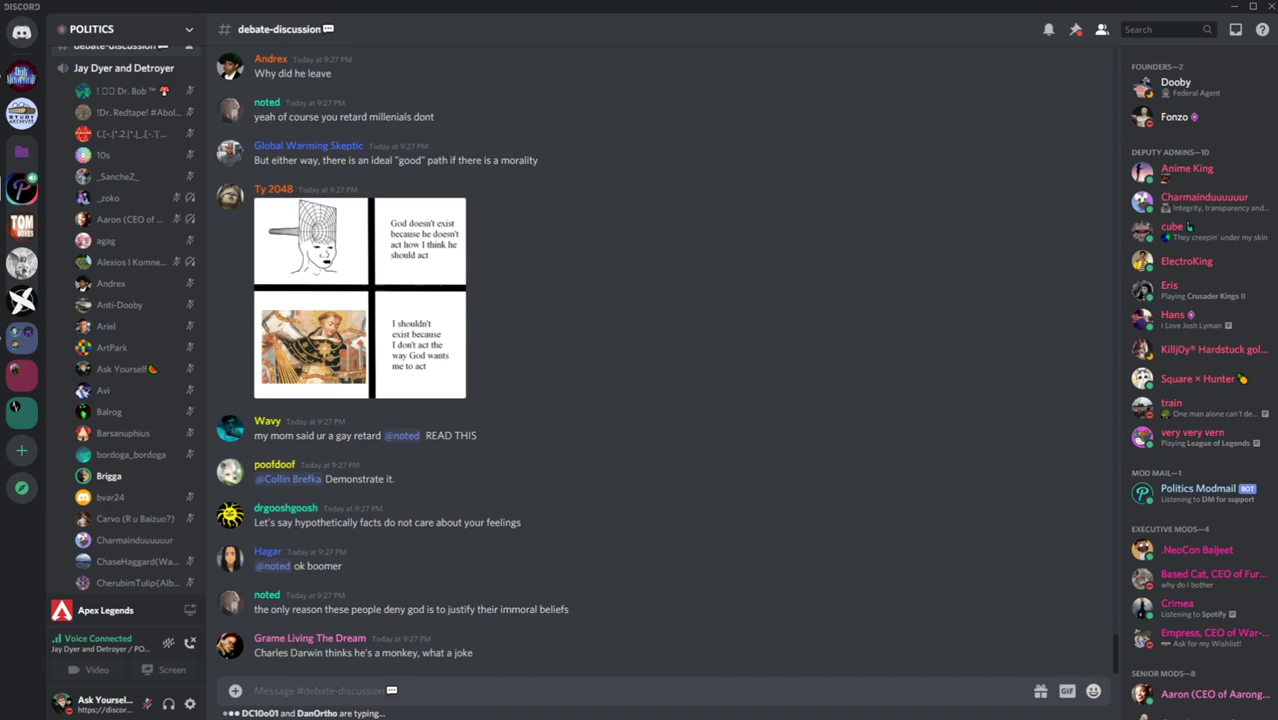 DISCORD
POLITICS
debate-discussion
Search
debate-discussion
Jay Dyer and Detroyer
! Dr. Bob ™
!Dr. Redtape! #Abol...
10s
_SancheZ_
_zoko
Aaron (CEO of ...
agag
Alexios I Komne...
Andrex
Anti-Dooby
Ariel
ArtPark
Ask Yourself
Avi
Balrog
Barsanuphius
bordoga_bordoga
Brigga
bvar24
Carvo (R u Baizuo?)
Charmainduuuuuur
ChaseHaggard(Wa...
CherubimTulip{Alb...
Apex Legends
Voice Connected
Jay Dyer and Detroyer / PO...
Video
Screen
Ask Yoursel...
https://discor...
TOM
BOXES
STUDY
ARCHIVES
Andrex Today at 9:27 PM
Why did he leave
noted Today at 9:27 PM
yeah of course you retard millenials dont
Global Warming Skeptic Today at 9:27 PM
But either way, there is an ideal "good" path if there is a morality
Ty 2048 Today at 9:27 PM
God doesn't exist
because he doesn't
act how I think he
should act
I shouldn't
exist because
I don't act the
way God wants
me to act
Wavy Today at 9:27 PM
my mom said ur a gay retard @noted READ THIS
poofdoof Today at 9:27 PM
@Collin Brefka Demonstrate it.
drgooshgoosh Today at 9:27 PM
Let's say hypothetically facts do not care about your feelings
Hagar Today at 9:27 PM
@noted ok boomer
noted Today at 9:27 PM
the only reason these people deny god is to justify their immoral beliefs
Grame Living The Dream Today at 9:27 PM
Charles Darwin thinks he's a monkey, what a joke
Message #debate-discussion
GIF
DC10o01 and DanOrtho are typing...
FOUNDERS—2
Dooby
Federal Agent
Fonzo
DEPUTY ADMINS—10
Anime King
Charmainduuuuuur
Integrity, transparency and...
cube
They creepin' under my skin
ElectroKing
Eris
Playing Crusader Kings II
Hans
I Love Josh Lyman
Killj0y® Hardstuck gol...
Square × Hunter
train
One man alone can't de...
very very vern
Playing League of Legends
MOD MAIL—1
Politics Modmail BOT
Listening to DM for support
EXECUTIVE MODS—4
.NeoCon Baljeet
Based Cat, CEO of Fur...
why do I bother
Crimea
Listening to Spotify
Empress, CEO of War-...
Ask for my Wishlist!
SENIOR MODS—8
Aaron (CEO of Aarong...